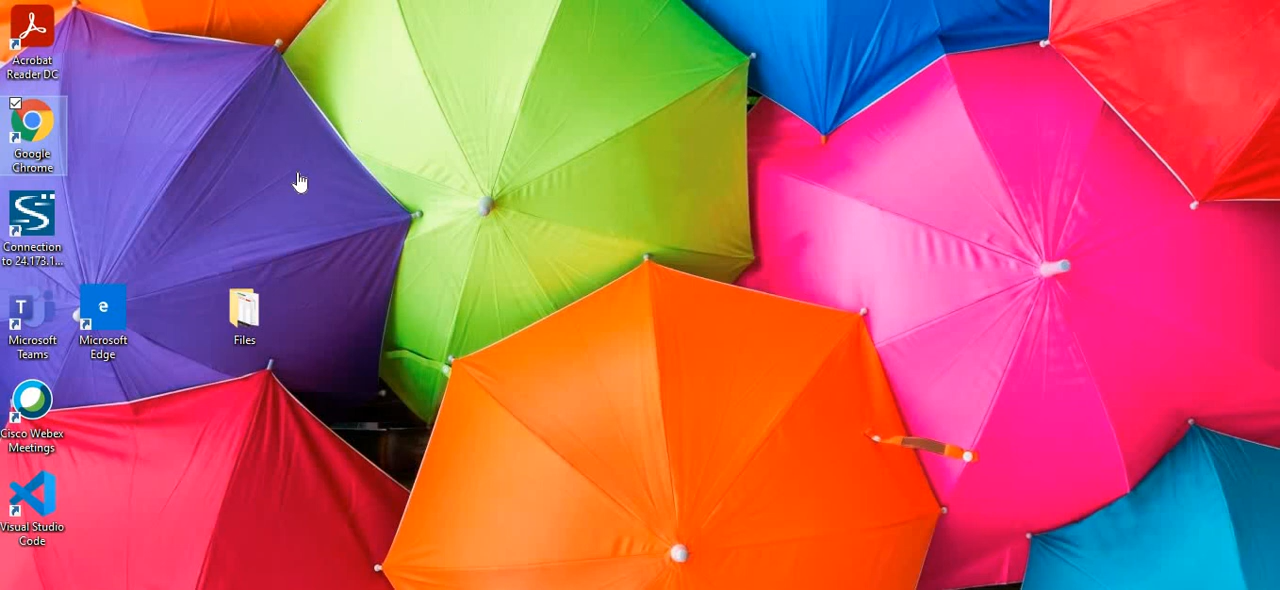 Acrobat
Reader DC
Google
Chrome
Connection
to 24.173.1...
T
Microsoft
Teams
e
Microsoft
Edge
Files
Cisco Webex
Meetings
Visual Studio
Code